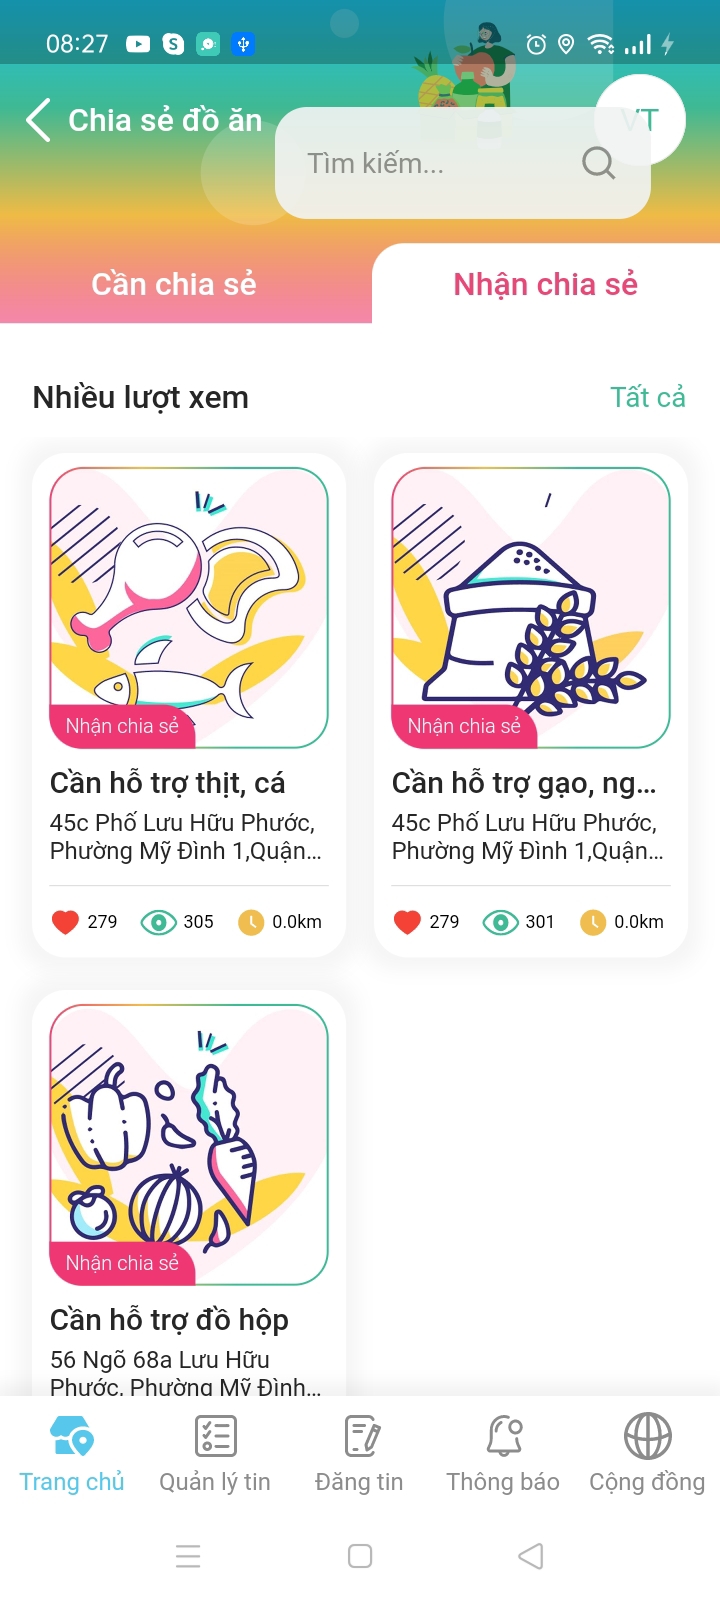 08:27
Chia sẻ đồ ăn
VT
Tìm kiếm...
Cần chia sẻ
Nhận chia sẻ
Nhiều lượt xem
Tất cả
Nhận chia sẻ
Cần hỗ trợ thịt, cá
45c Phố Lưu Hữu Phước,
Phường Mỹ Đình 1,Quận...
279 305 0.0km
Nhận chia sẻ
Cần hỗ trợ gạo, ng...
45c Phố Lưu Hữu Phước,
Phường Mỹ Đình 1,Quận...
279 301 0.0km
Nhận chia sẻ
Cần hỗ trợ đồ hộp
56 Ngõ 68a Lưu Hữu
Phước, Phường Mỹ Đình...
Trang chủ
Quản lý tin
Đăng tin
Thông báo
Cộng đồng